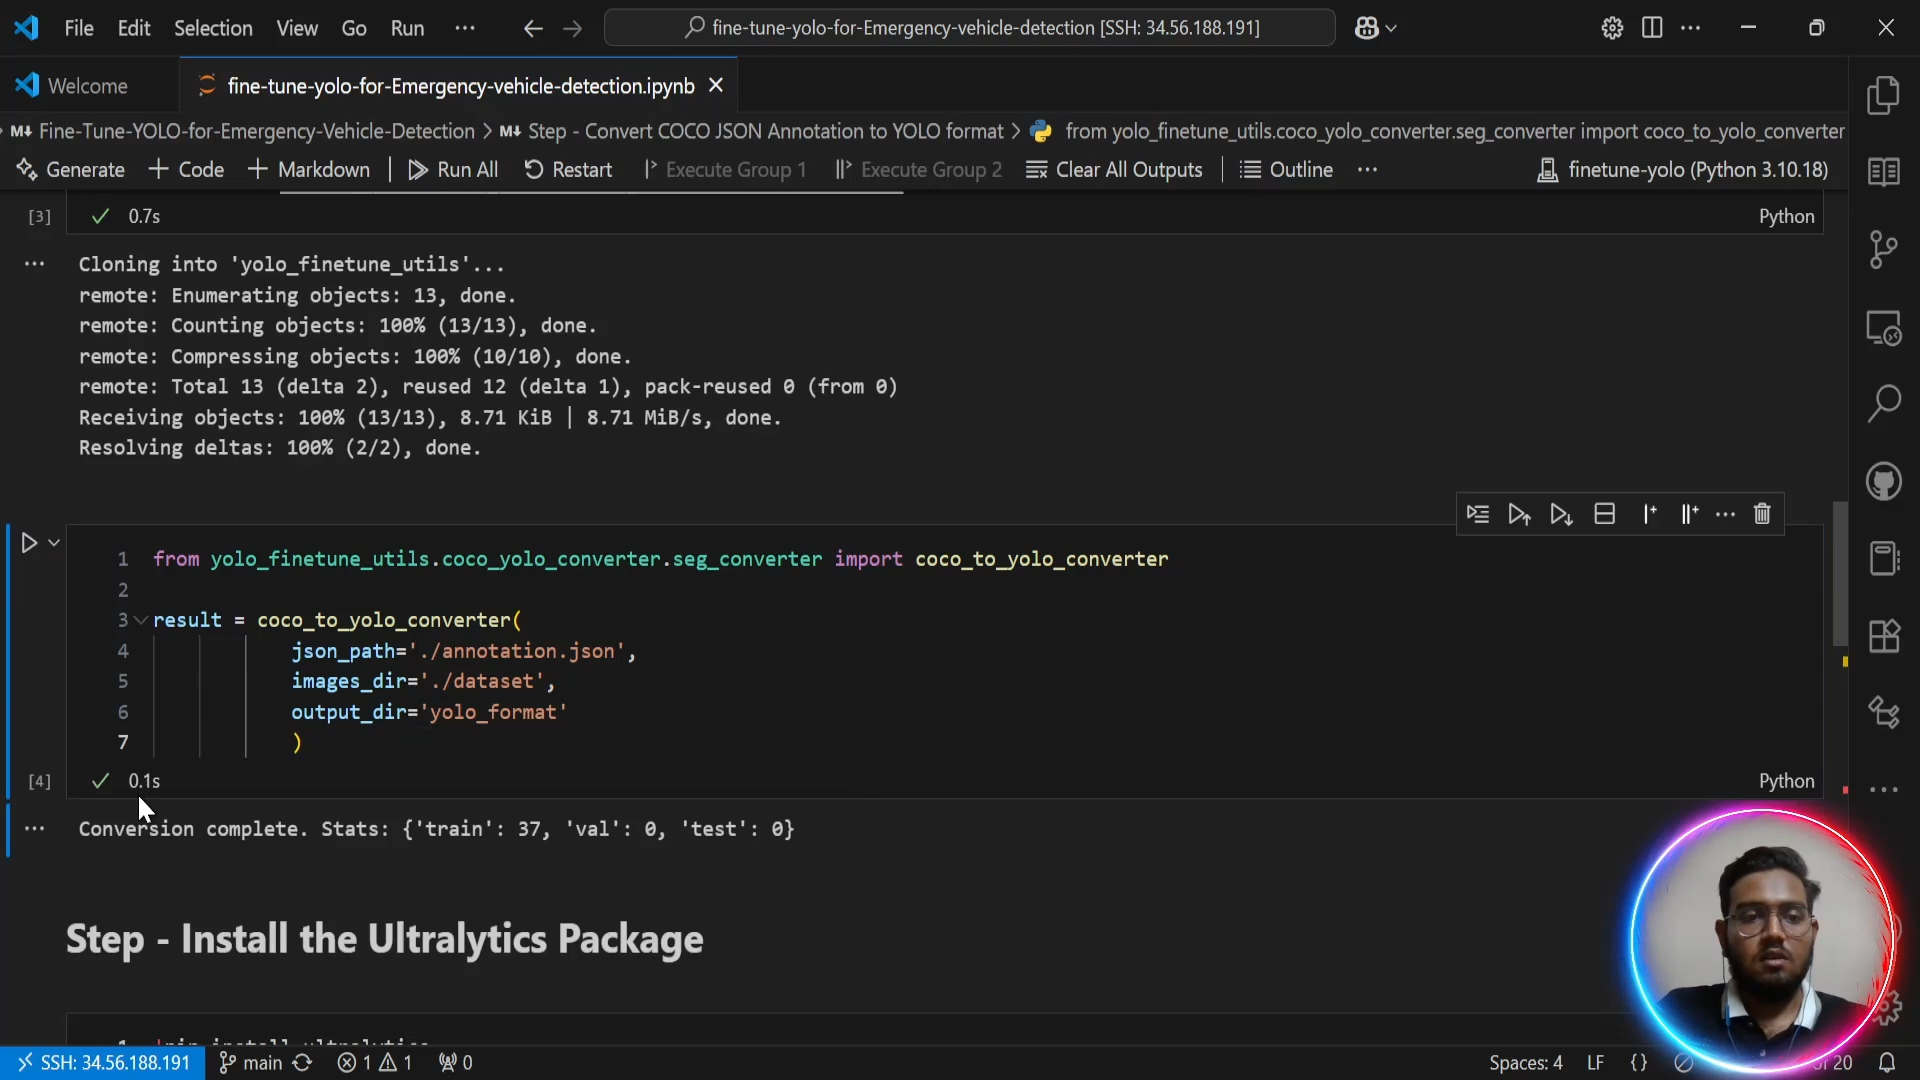 File Edit Selection View Go Run ··· fine-tune-yolo-for-Emergency-vehicle-detection [SSH: 34.56.188.191]
Welcome fine-tune-yolo-for-Emergency-vehicle-detection.ipynb
M↓ Fine-Tune-YOLO-for-Emergency-Vehicle-Detection > M↓ Step - Convert COCO JSON Annotation to YOLO format > from yolo_finetune_utils.coco_yolo_converter.seg_converter import coco_to_yolo_converter
Generate + Code + Markdown Run All Restart Execute Group 1 Execute Group 2 Clear All Outputs Outline ··· finetune-yolo (Python 3.10.18)
[3] 0.7s Python
Cloning into 'yolo_finetune_utils'...
remote: Enumerating objects: 13, done.
remote: Counting objects: 100% (13/13), done.
remote: Compressing objects: 100% (10/10), done.
remote: Total 13 (delta 2), reused 12 (delta 1), pack-reused 0 (from 0)
Receiving objects: 100% (13/13), 8.71 KiB | 8.71 MiB/s, done.
Resolving deltas: 100% (2/2), done.
1 from yolo_finetune_utils.coco_yolo_converter.seg_converter import coco_to_yolo_converter
2
3 result = coco_to_yolo_converter(
4 json_path='./annotation.json',
5 images_dir='./dataset',
6 output_dir='yolo_format'
7 )
[4] 0.1s Python
Conversion complete. Stats: {'train': 37, 'val': 0, 'test': 0}
Step - Install the Ultralytics Package
1 !pip install ultralytics
SSH: 34.56.188.191 main 1 1 0 Spaces: 4 LF {} of 20